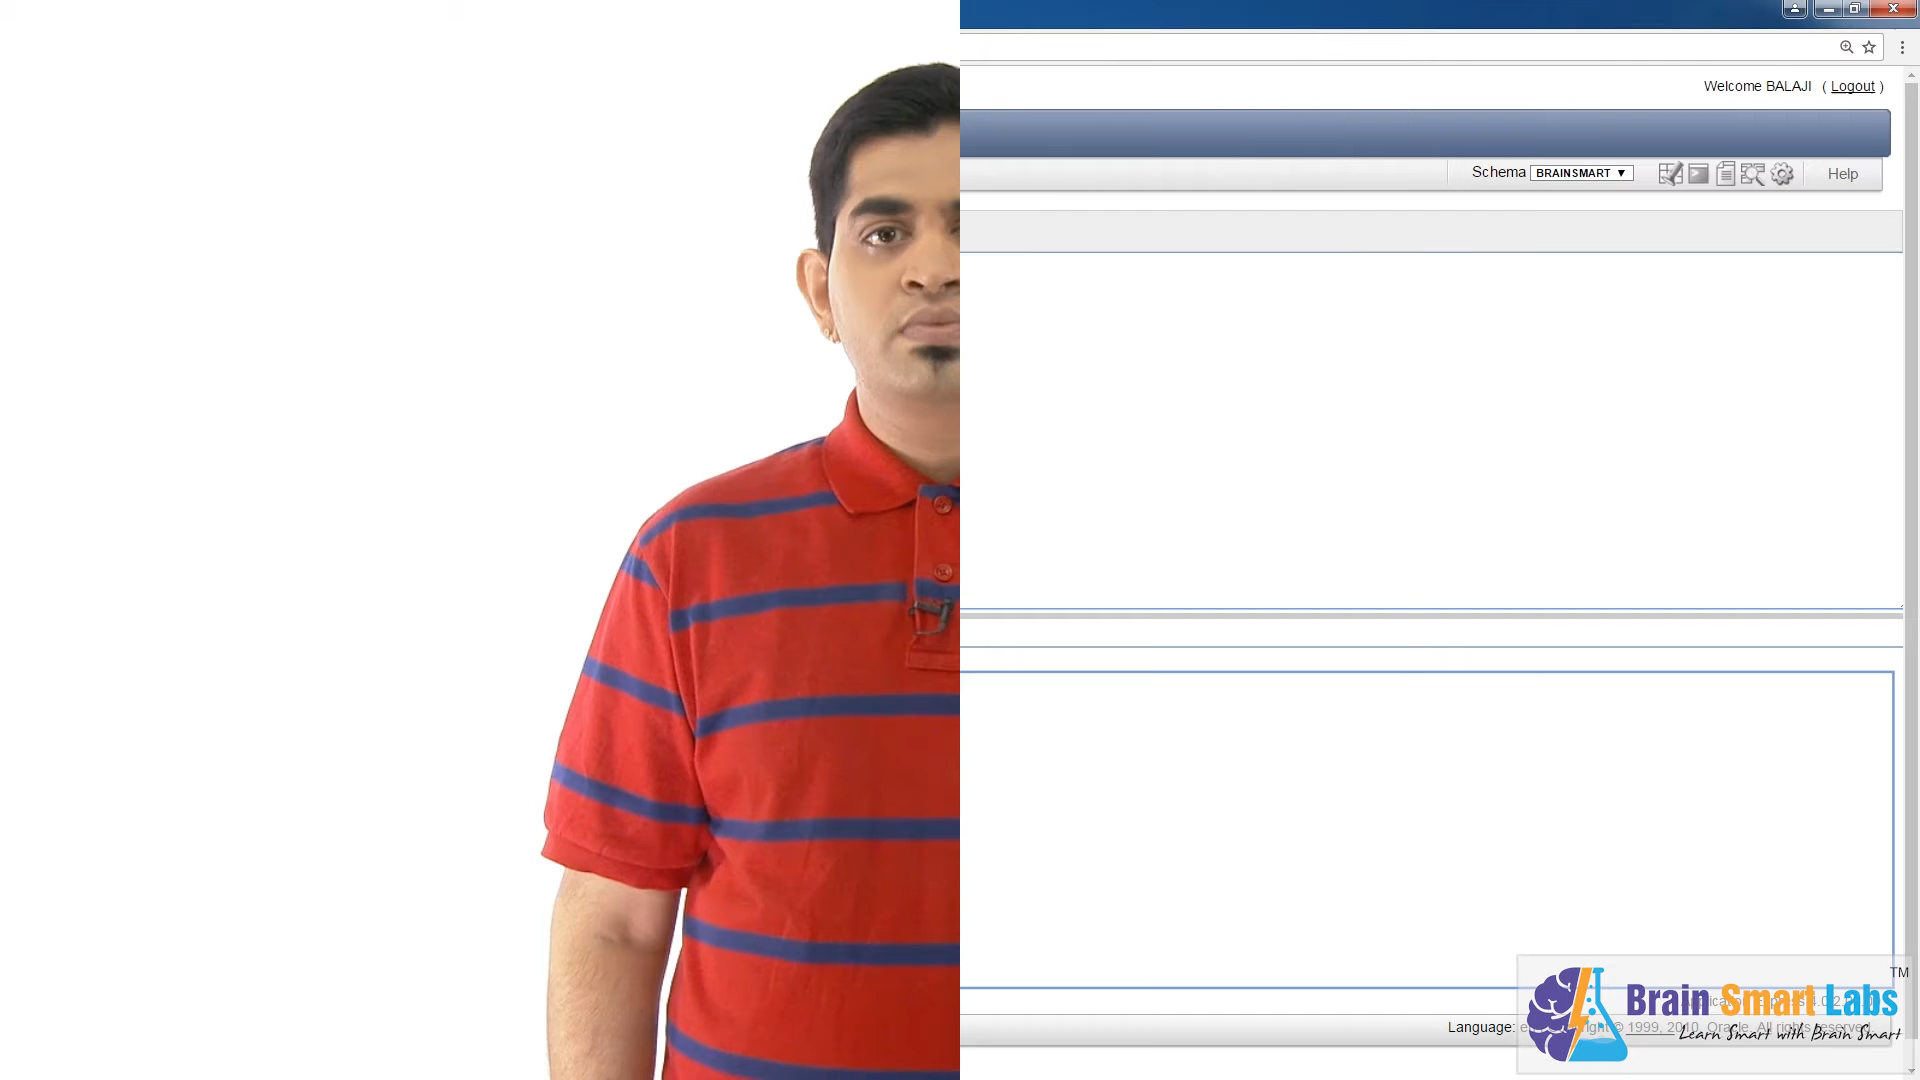 Welcome BALAJI ( Logout )
Schema BRAINSMART ▼
Help
TM
Brain Smart Labs
Learn Smart with Brain Smart
Language:
1999, 2010, Oracle. All rights reserved.